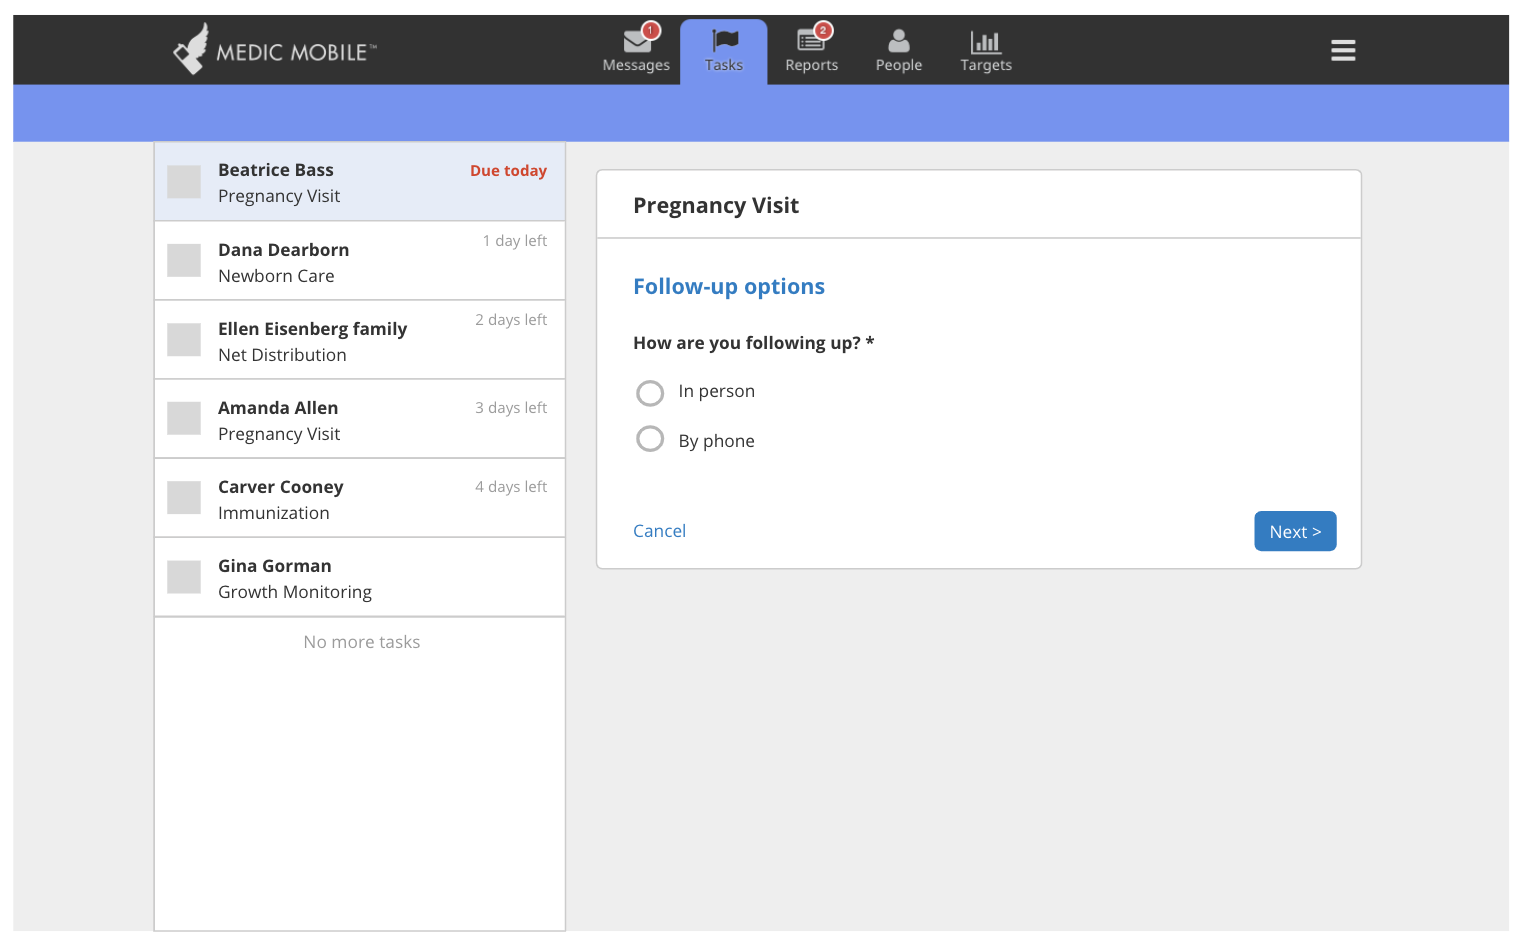 MEDIC MOBILE™
1
Messages
Tasks
2
Reports
People
Targets
Beatrice Bass
Due today
Pregnancy Visit
Dana Dearborn
1 day left
Newborn Care
Ellen Eisenberg family
2 days left
Net Distribution
Amanda Allen
3 days left
Pregnancy Visit
Carver Cooney
4 days left
Immunization
Gina Gorman
Growth Monitoring
No more tasks
Pregnancy Visit
Follow-up options
How are you following up? *
In person
By phone
Cancel
Next >